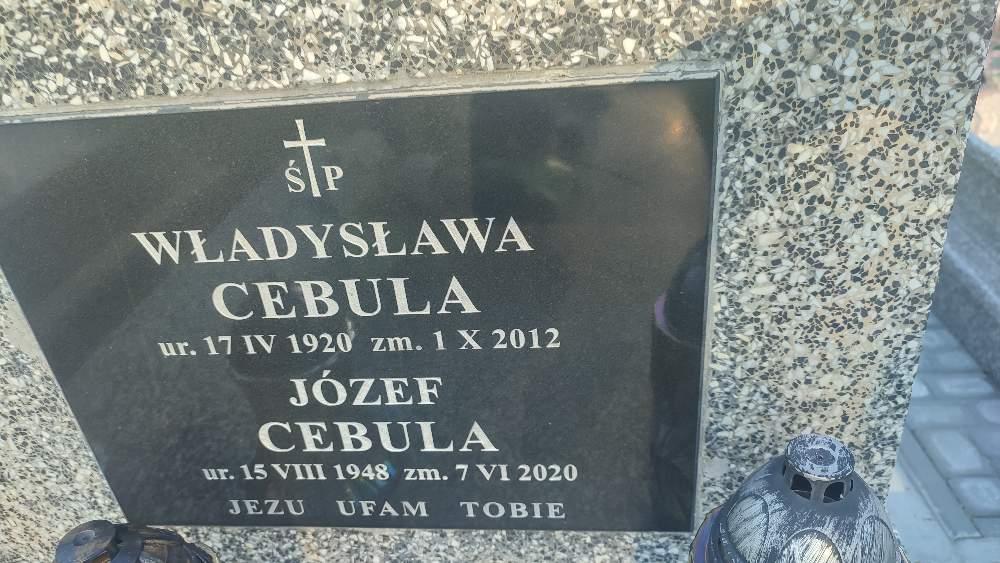 Ś P
WŁADYSŁAWA
CEBULA
ur. 17 IV 1920 zm. 1 X 2012
JÓZEF
CEBULA
ur. 15 VIII 1948 zm. 7 VI 2020
JEZU UFAM TOBIE